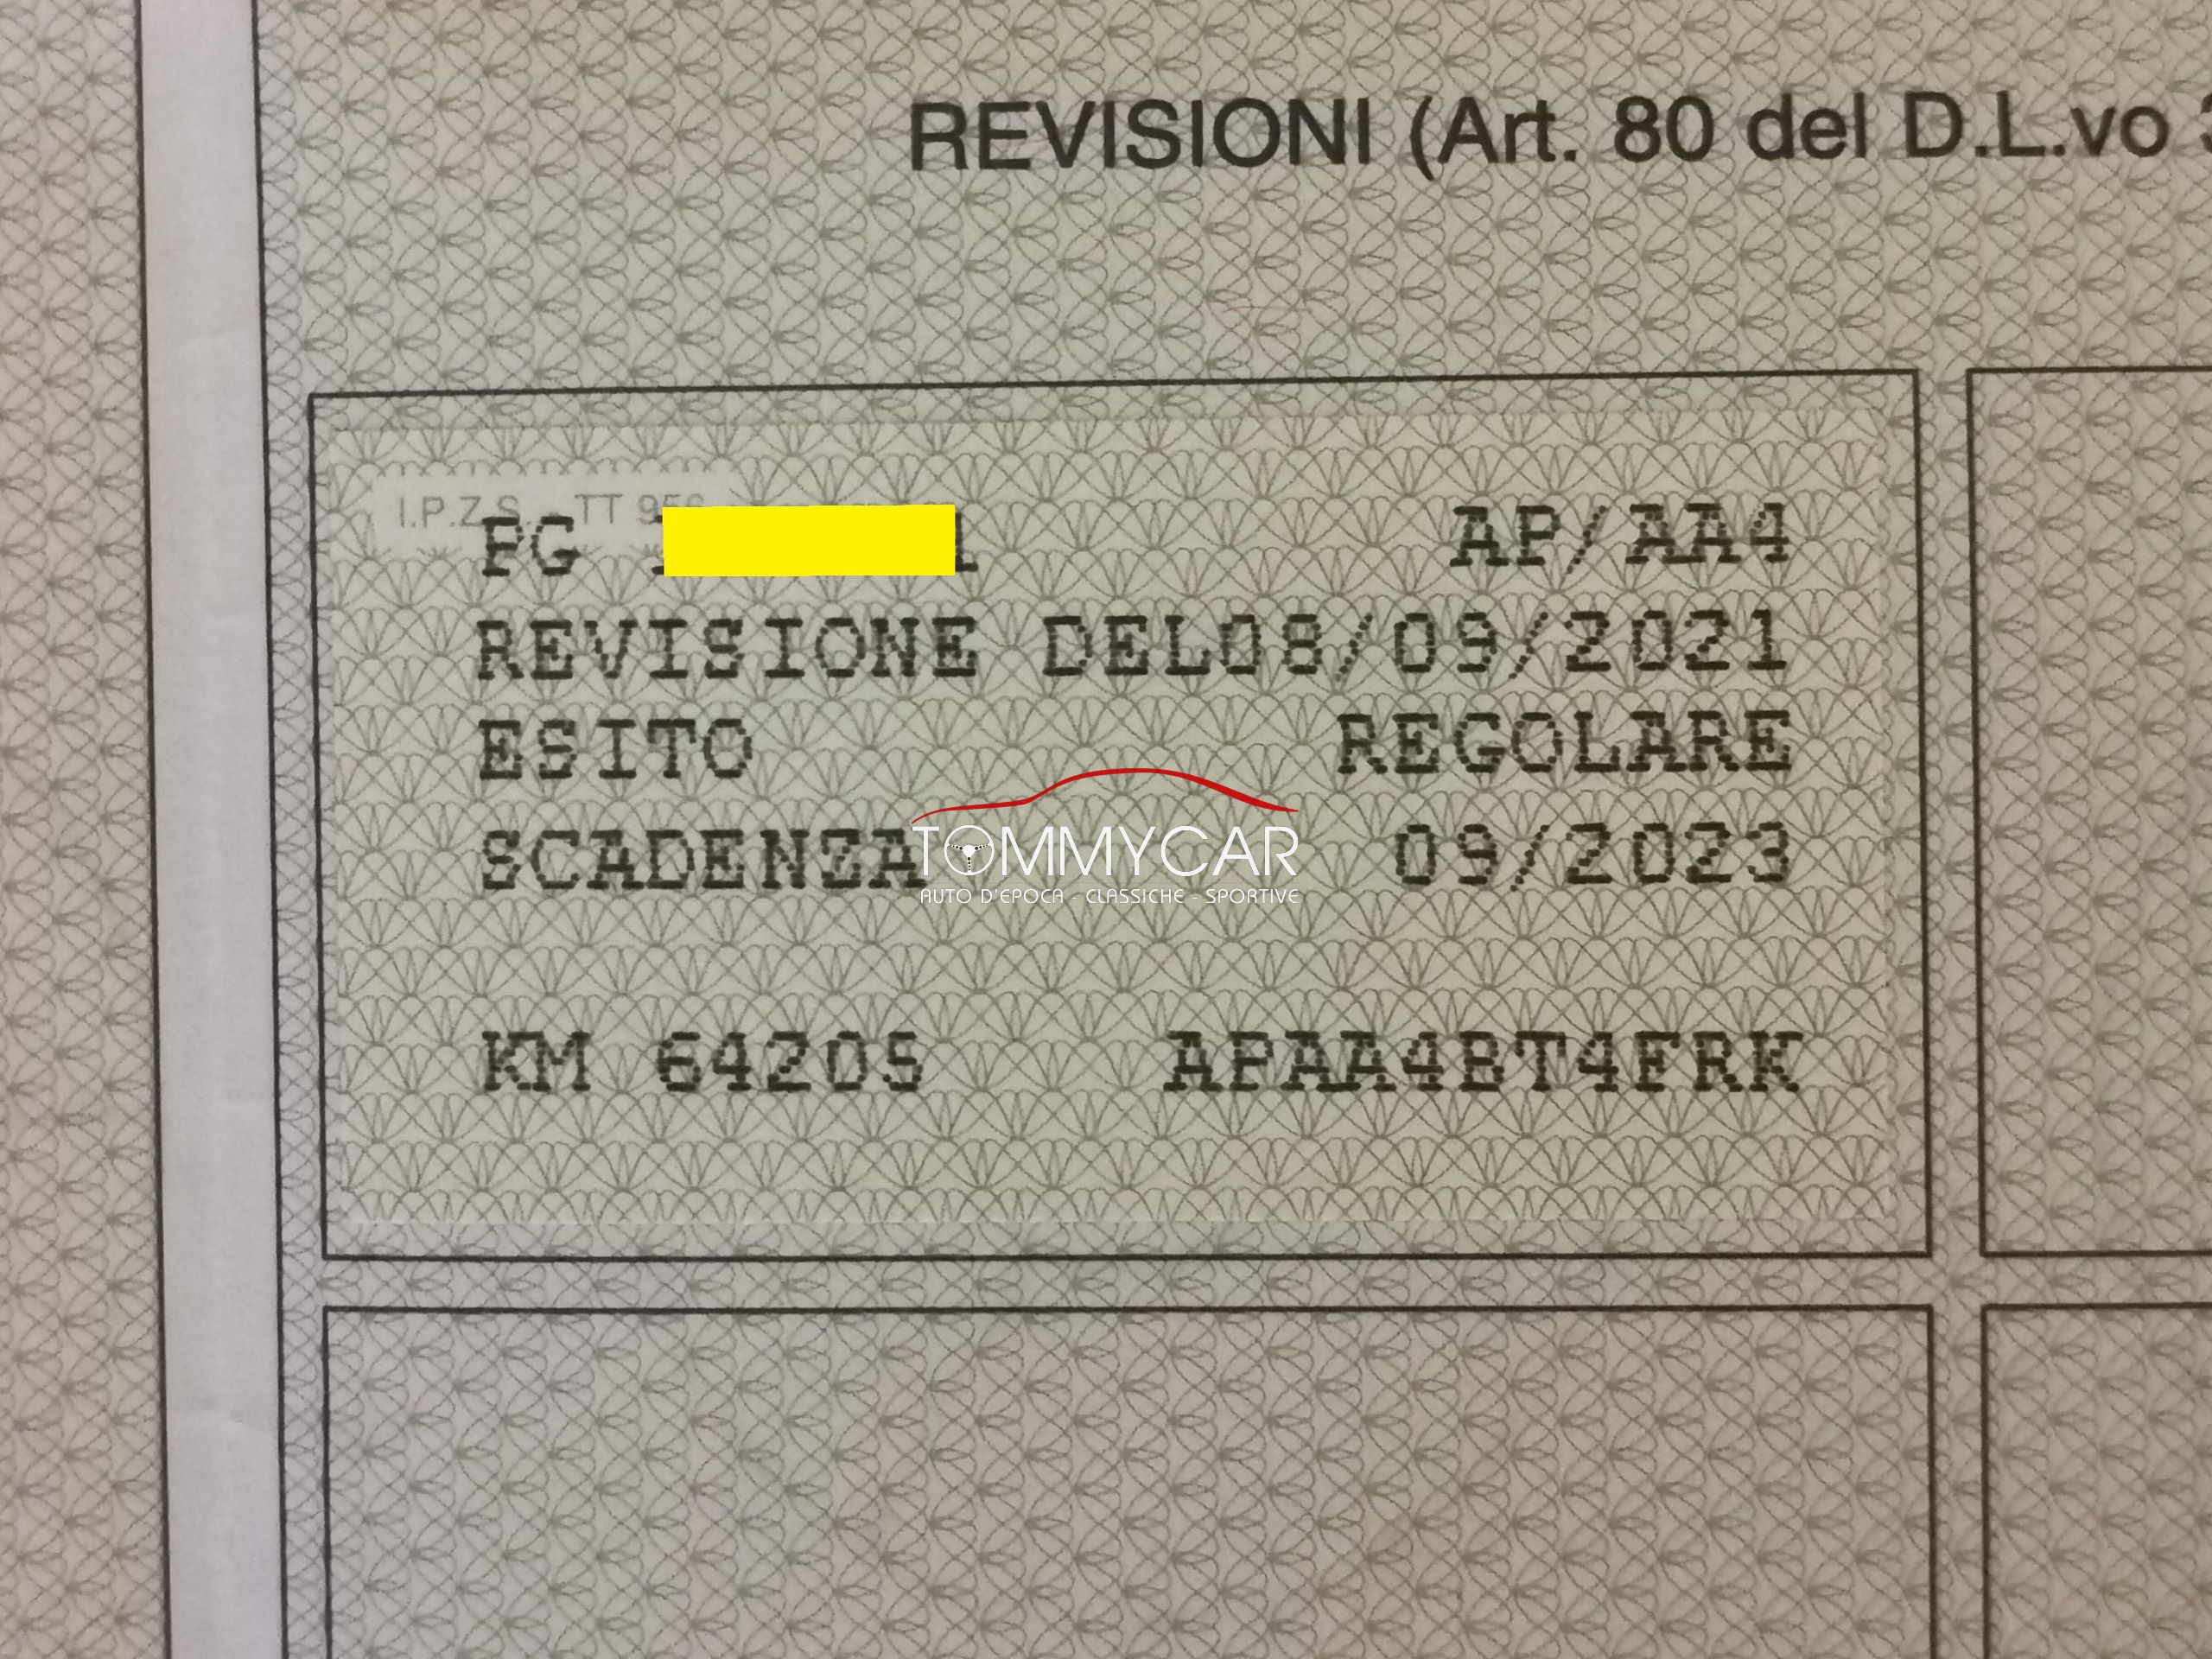 REVISIONI (Art. 80 del D.L.vo
I.P.Z.S. - TT 956
PG AP/AA4
REVISIONE DEL08/09/2021
ESITO REGOLARE
SCADENZA 09/2023
TOMMYCAR
AUTO D'EPOCA - CLASSICHE - SPORTIVE
KM 64205 APAA4BT4FRK